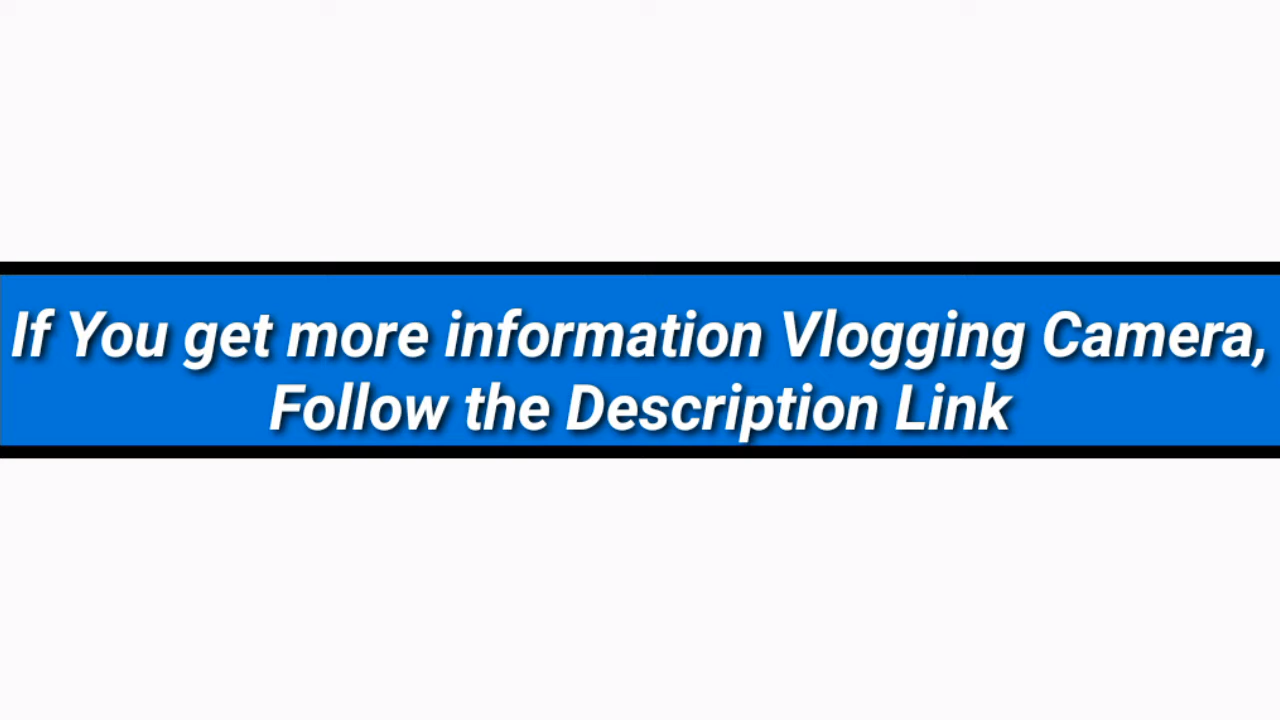 If You get more information Vlogging Camera,
Follow the Description Link